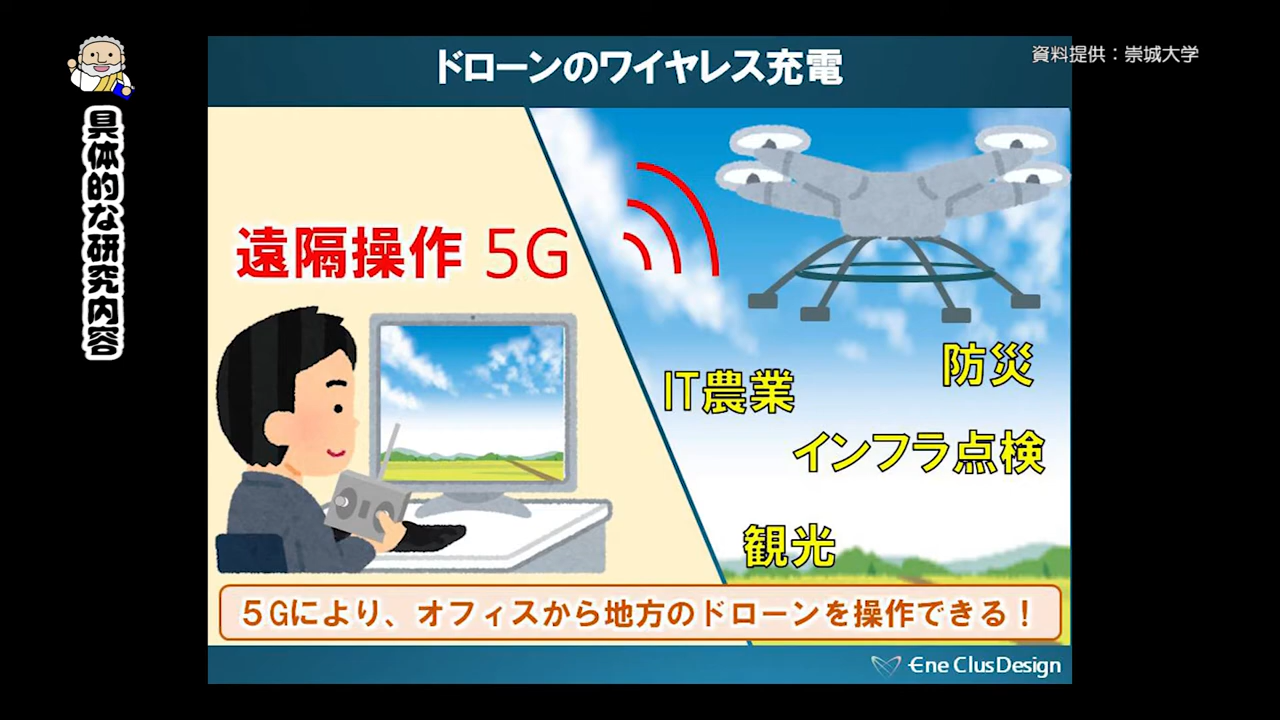 具体的な研究内容
資料提供：崇城大学
ドローンのワイヤレス充電
遠隔操作 5G
IT農業
防災
インフラ点検
観光
５Gにより、オフィスから地方のドローンを操作できる！
Ene ClusDesign